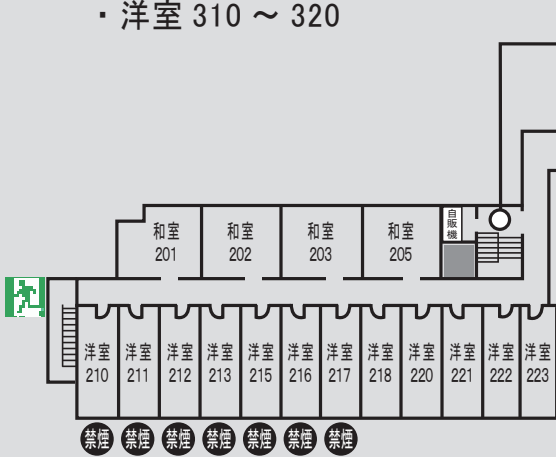 ・洋室 310 ～ 320
自販機
和室
201
和室
202
和室
203
和室
205
洋室
210
洋室
211
洋室
212
洋室
213
洋室
215
洋室
216
洋室
217
洋室
218
洋室
220
洋室
221
洋室
222
洋室
223
禁煙 禁煙 禁煙 禁煙 禁煙 禁煙 禁煙